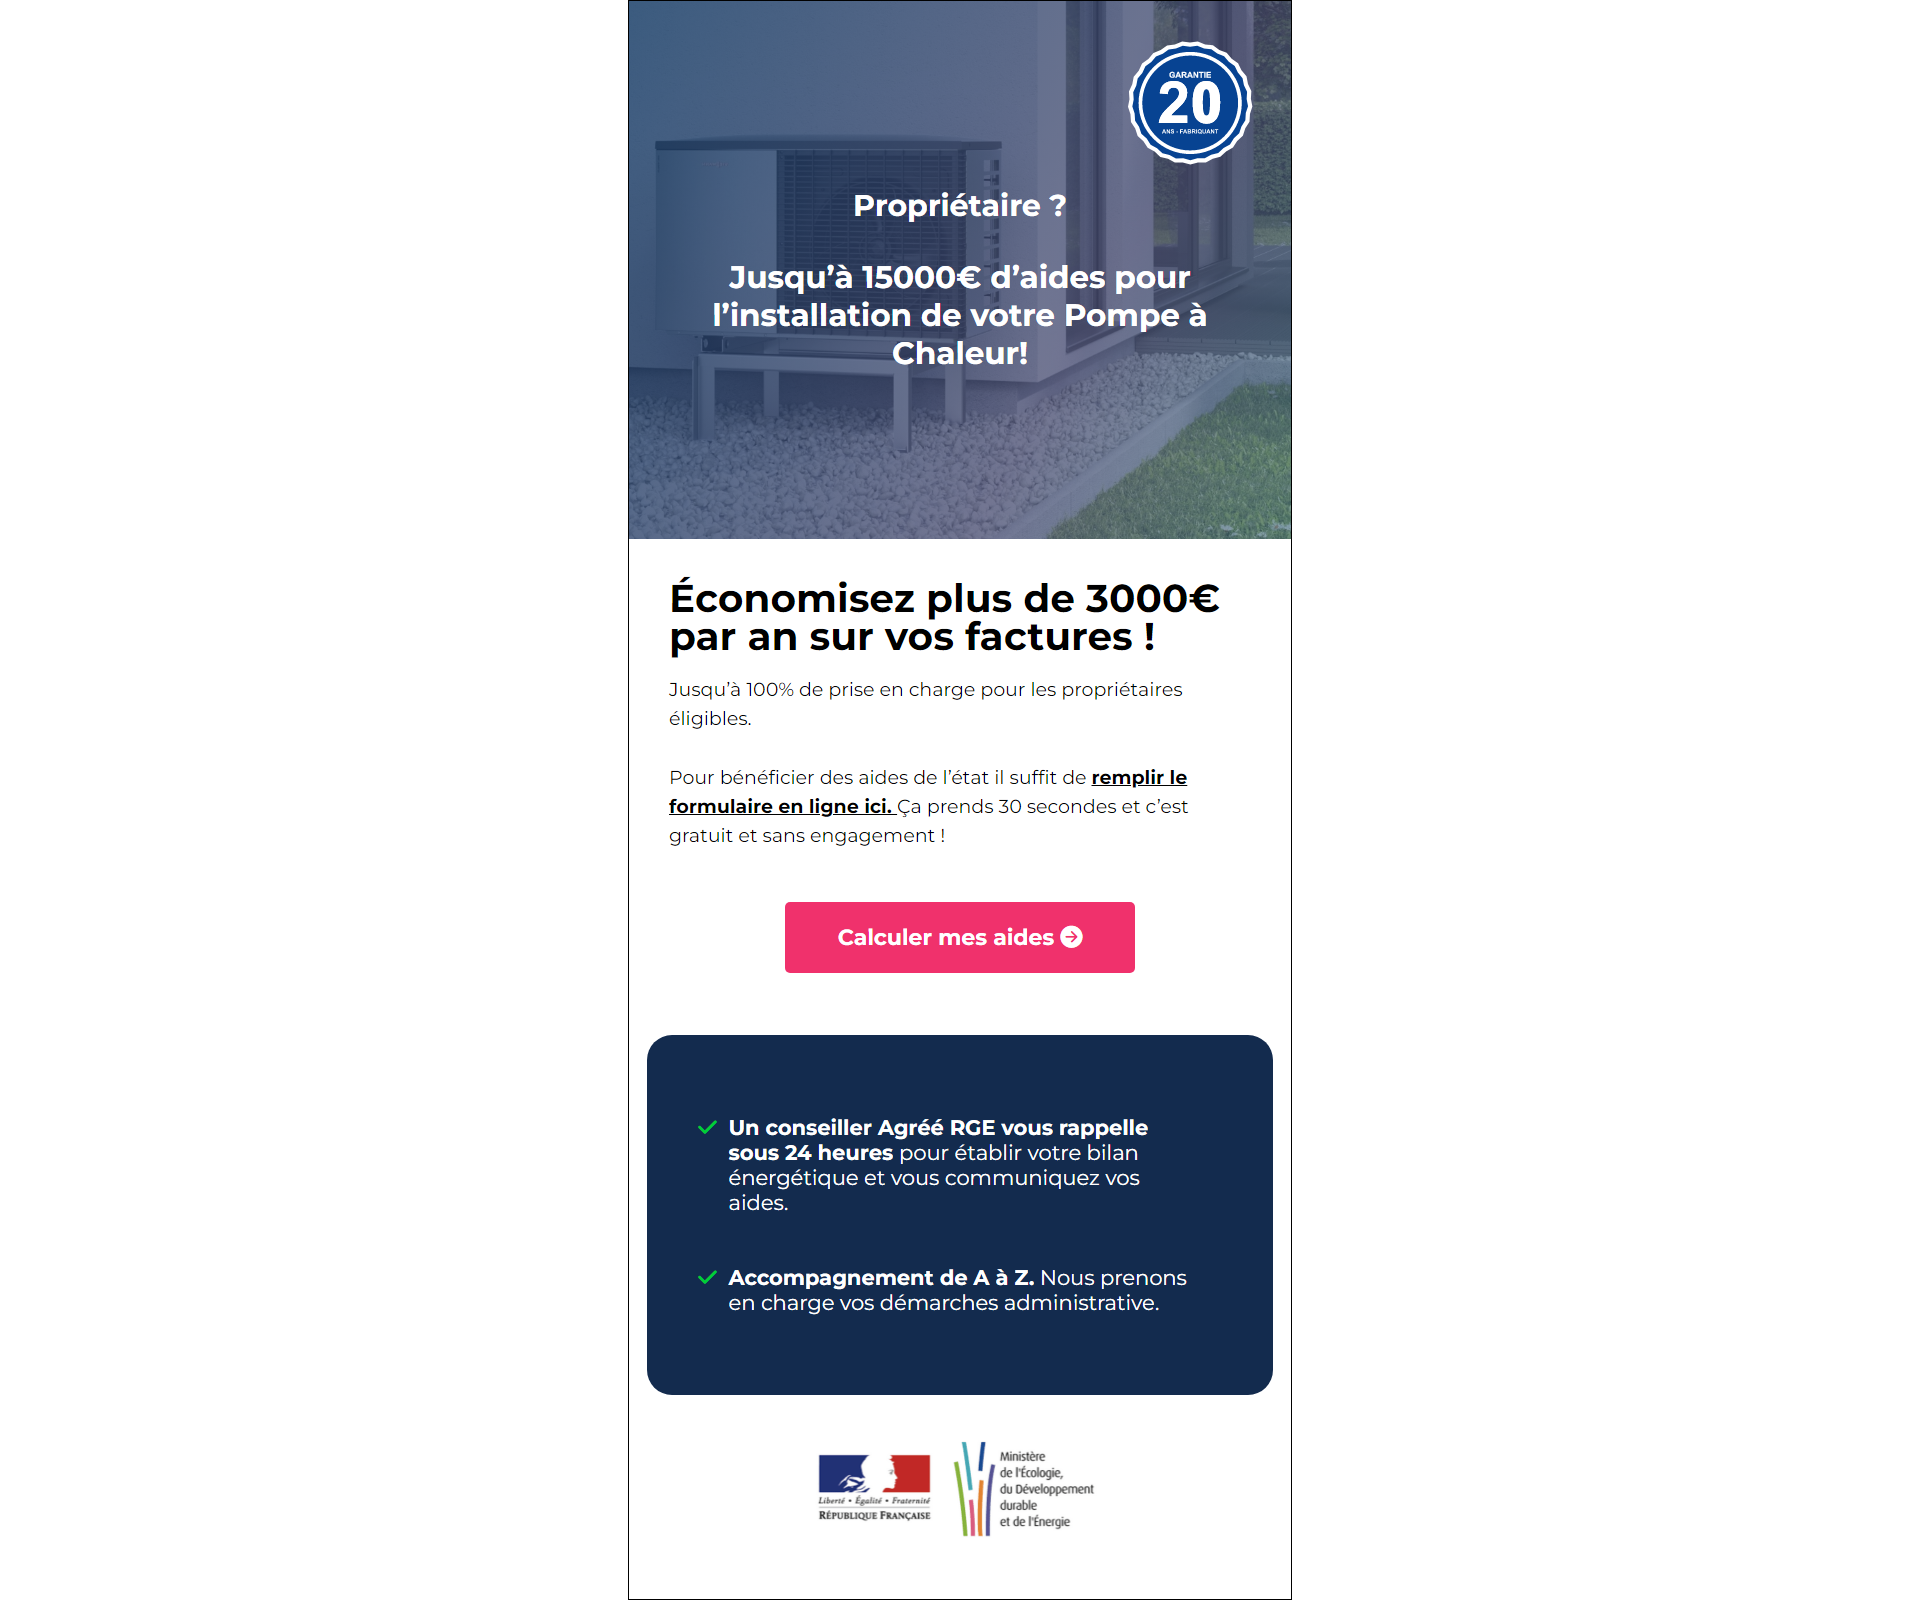 GARANTIE
20
ANS - FABRIQUANT
Propriétaire ?
Jusqu’à 15000€ d’aides pour
l’installation de votre Pompe à
Chaleur!
Économisez plus de 3000€
par an sur vos factures !
Jusqu’à 100% de prise en charge pour les propriétaires
éligibles.
Pour bénéficier des aides de l’état il suffit de remplir le
formulaire en ligne ici. Ça prends 30 secondes et c’est
gratuit et sans engagement !
Calculer mes aides
Un conseiller Agréé RGE vous rappelle
sous 24 heures pour établir votre bilan
énergétique et vous communiquez vos
aides.
Accompagnement de A à Z. Nous prenons
en charge vos démarches administrative.
Liberté • Égalité • Fraternité
RÉPUBLIQUE FRANÇAISE
Ministère
de l'Écologie,
du Développement
durable
et de l'Énergie